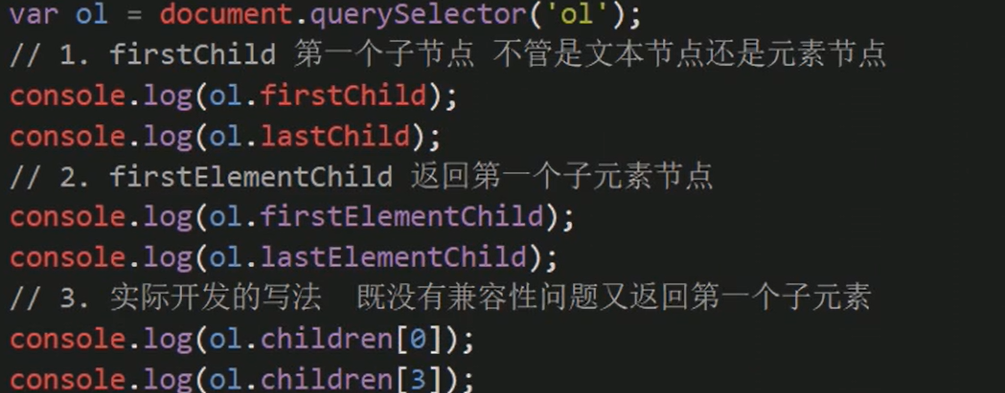 var ol = document.querySelector('ol');
// 1. firstChild 第一个子节点 不管是文本节点还是元素节点
console.log(ol.firstChild);
console.log(ol.lastChild);
// 2. firstElementChild 返回第一个子元素节点
console.log(ol.firstElementChild);
console.log(ol.lastElementChild);
// 3. 实际开发的写法  既没有兼容性问题又返回第一个子元素
console.log(ol.children[0]);
console.log(ol.children[3]);